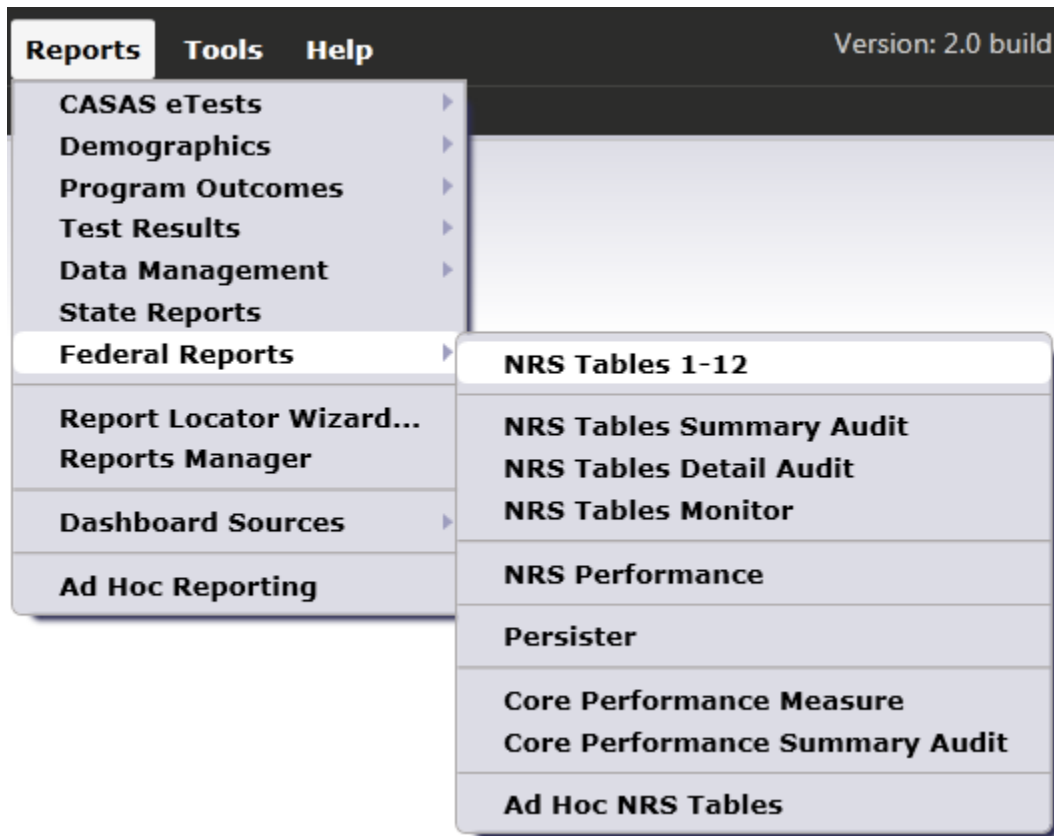 Reports Tools Help Version: 2.0 build
CASAS eTests
Demographics
Program Outcomes
Test Results
Data Management
State Reports
Federal Reports
Report Locator Wizard...
Reports Manager
Dashboard Sources
Ad Hoc Reporting
NRS Tables 1-12
NRS Tables Summary Audit
NRS Tables Detail Audit
NRS Tables Monitor
NRS Performance
Persister
Core Performance Measure
Core Performance Summary Audit
Ad Hoc NRS Tables